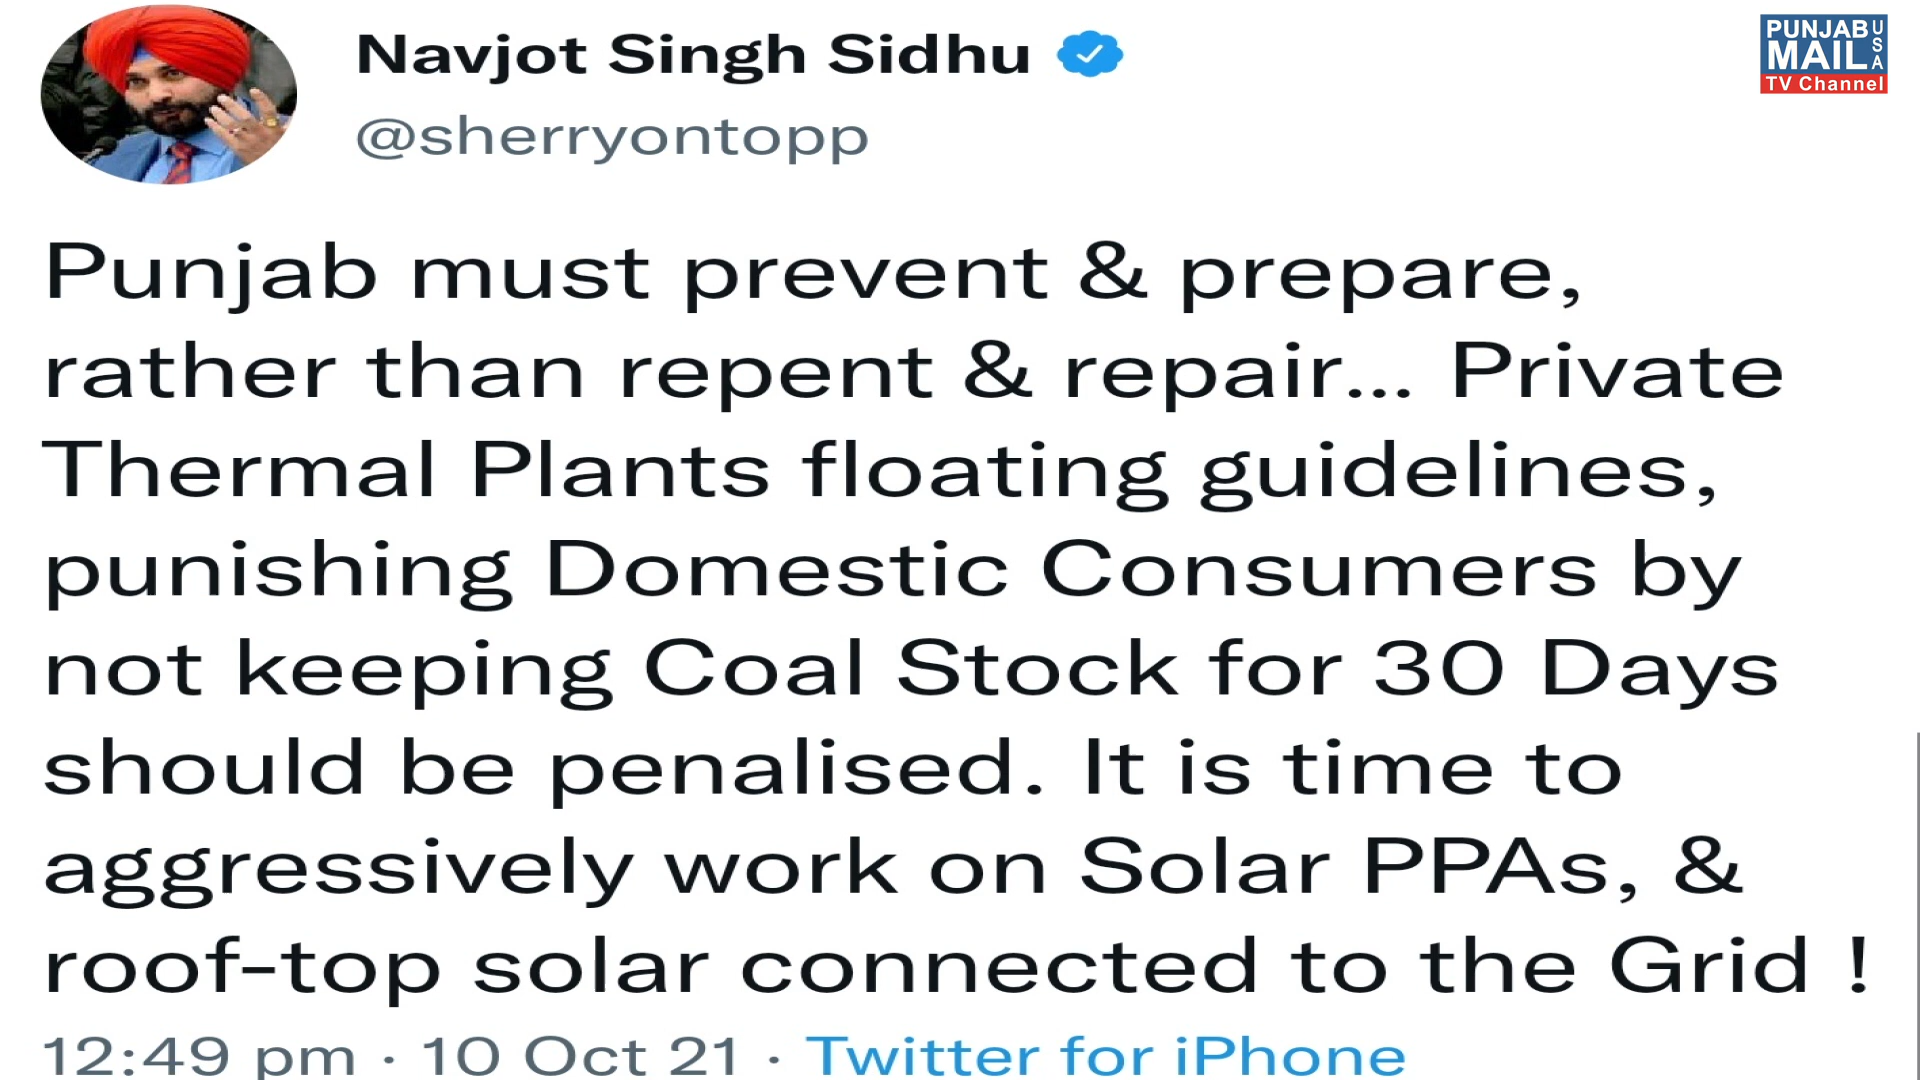 Navjot Singh Sidhu
@sherryontopp
PUNJAB USA
MAIL
TV Channel
Punjab must prevent & prepare,
rather than repent & repair... Private
Thermal Plants floating guidelines,
punishing Domestic Consumers by
not keeping Coal Stock for 30 Days
should be penalised. It is time to
aggressively work on Solar PPAs, &
roof-top solar connected to the Grid !
12:49 pm · 10 Oct 21 · Twitter for iPhone